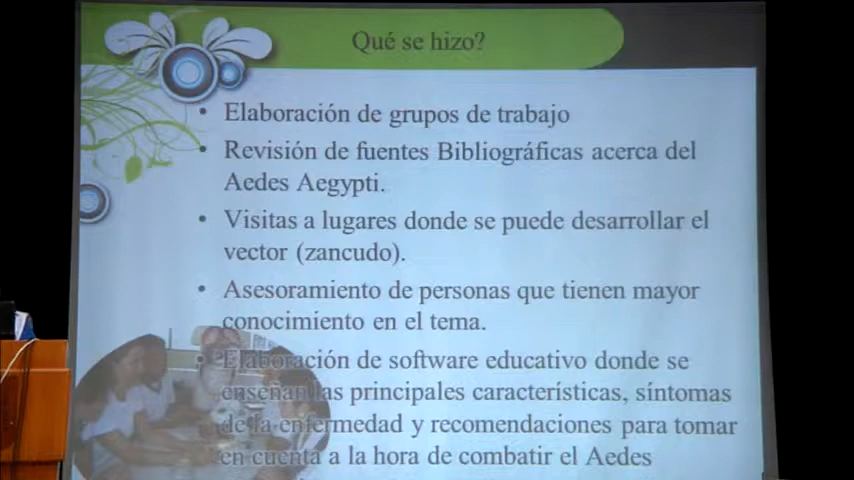 Qué se hizo?
• Elaboración de grupos de trabajo
• Revisión de fuentes Bibliográficas acerca del
Aedes Aegypti.
• Visitas a lugares donde se puede desarrollar el
vector (zancudo).
• Asesoramiento de personas que tienen mayor
conocimiento en el tema.
• Elaboración de software educativo donde se
enseñan las principales características, síntomas
de la enfermedad y recomendaciones para tomar
en cuenta a la hora de combatir el Aedes